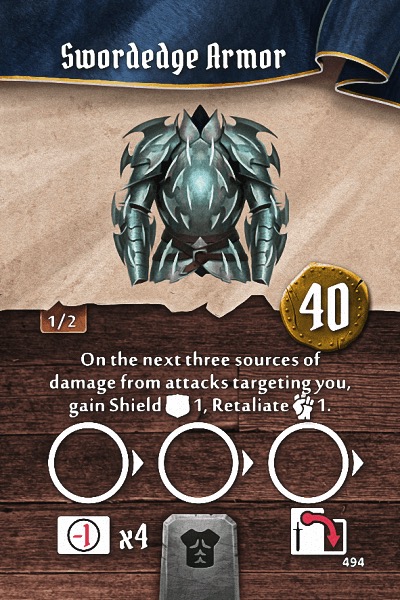 Swordedge Armor
40
1/2
On the next three sources of
damage from attacks targeting you,
gain Shield 1, Retaliate 1.
-1 x4
494